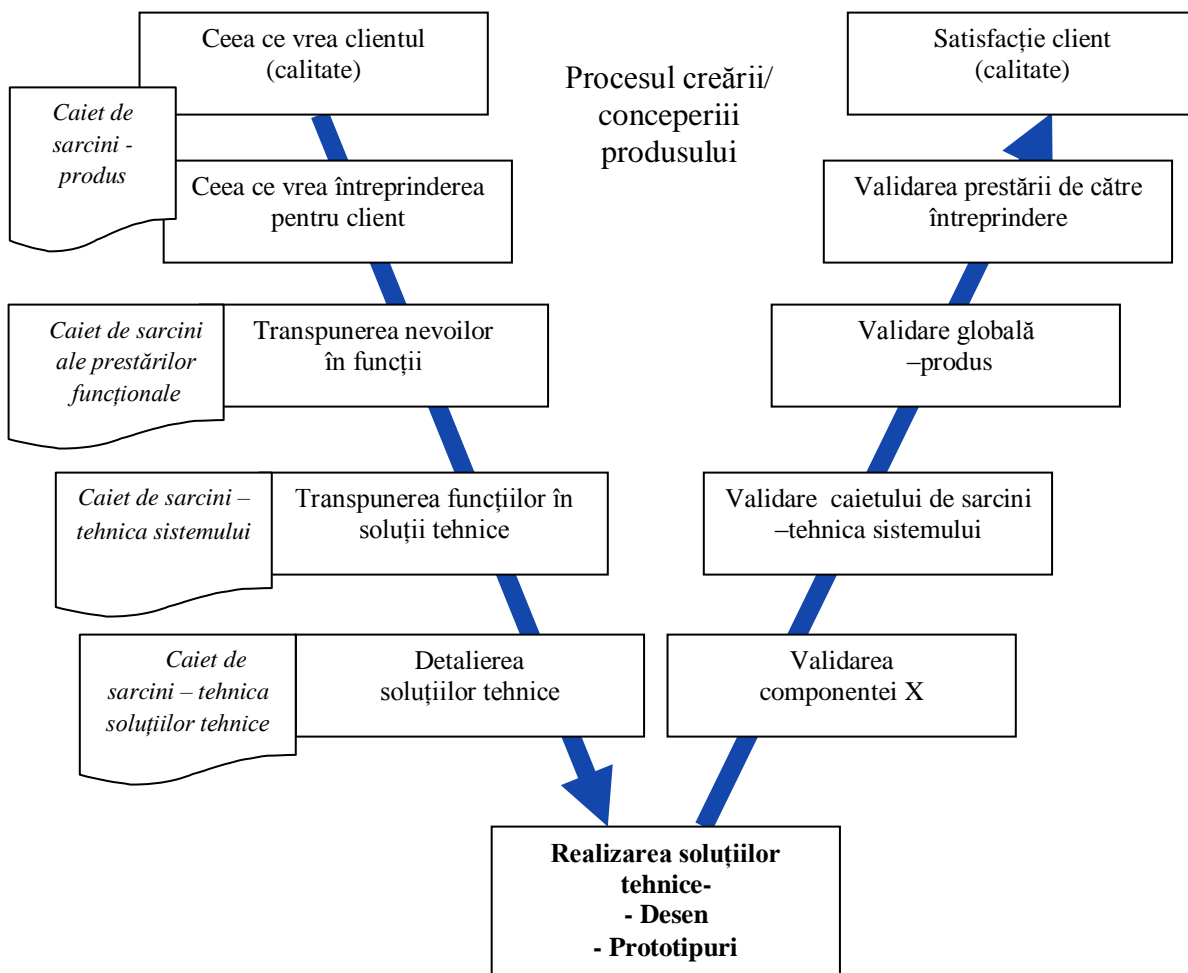 Ceea ce vrea clientul
(calitate)
Satisfacție client
(calitate)
Procesul creării/
conceperiii
produsului
Caiet de
sarcini -
produs
Ceea ce vrea întreprinderea
pentru client
Validarea prestării de către
întreprindere
Caiet de sarcini
ale prestărilor
funcționale
Transpunerea nevoilor
în funcții
Validare globală
–produs
Caiet de sarcini –
tehnica sistemului
Transpunerea funcțiilor în
soluții tehnice
Validare caietului de sarcini
–tehnica sistemului
Caiet de
sarcini – tehnica
soluțiilor tehnice
Detalierea
soluțiilor tehnice
Validarea
componentei X
Realizarea soluțiilor
tehnice-
- Desen
- Prototipuri